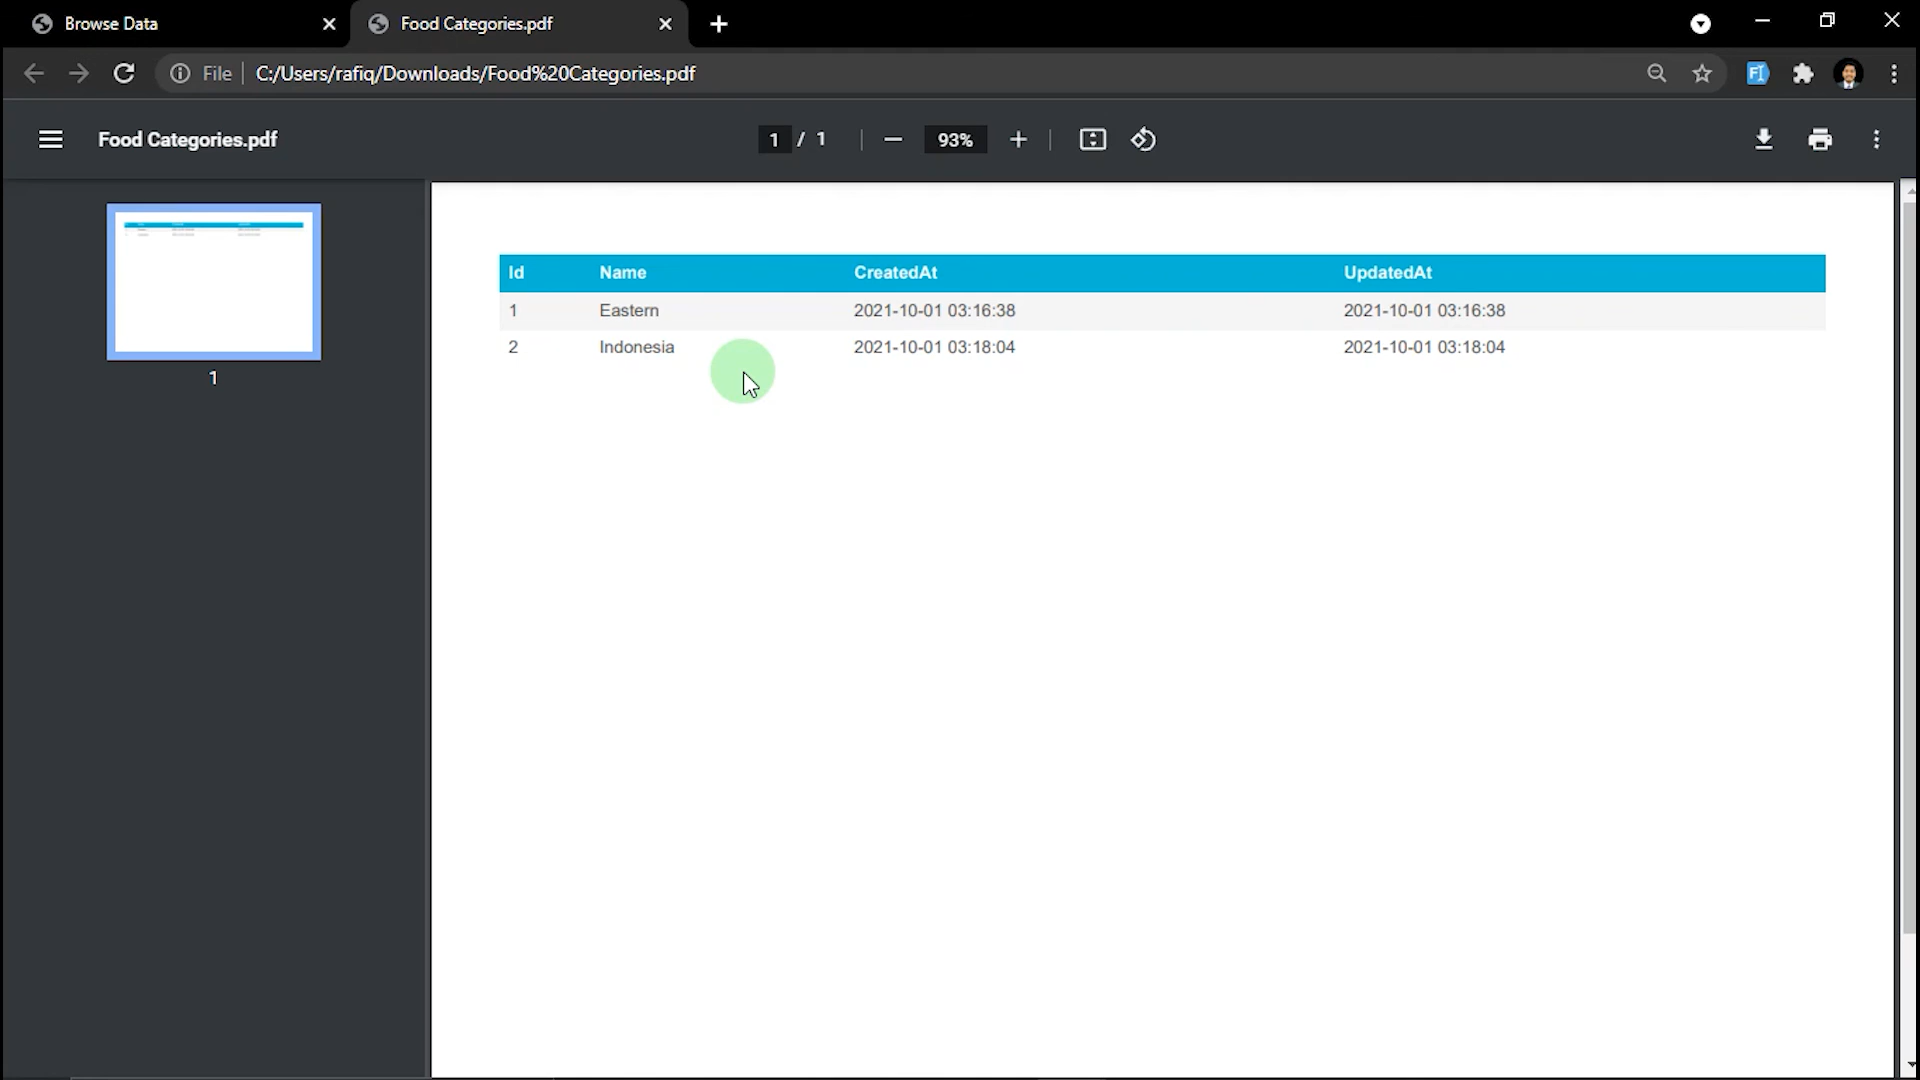 Browse Data
Food Categories.pdf
File
C:/Users/rafiq/Downloads/Food%20Categories.pdf
Food Categories.pdf
1 / 1
93%
Id Name CreatedAt UpdatedAt
1 Eastern 2021-10-01 03:16:38 2021-10-01 03:16:38
2 Indonesia 2021-10-01 03:18:04 2021-10-01 03:18:04
1